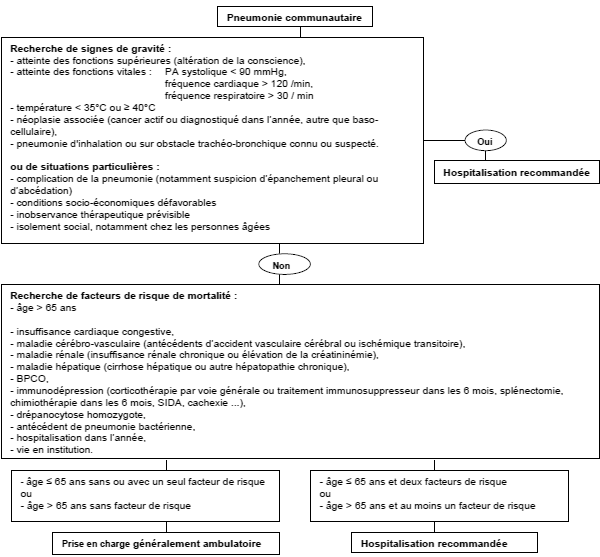 Pneumonie communautaire
Recherche de signes de gravité :
- atteinte des fonctions supérieures (altération de la conscience),
- atteinte des fonctions vitales : PA systolique < 90 mmHg,
fréquence cardiaque > 120 /min,
fréquence respiratoire > 30 / min
- température < 35°C ou ≥ 40°C
- néoplasie associée (cancer actif ou diagnostiqué dans l'année, autre que baso-
cellulaire),
- pneumonie d'inhalation ou sur obstacle trachéo-bronchique connu ou suspecté.
ou de situations particulières :
- complication de la pneumonie (notamment suspicion d'épanchement pleural ou
d'abcédation)
- conditions socio-économiques défavorables
- inobservance thérapeutique prévisible
- isolement social, notamment chez les personnes âgées
Oui
Hospitalisation recommandée
Non
Recherche de facteurs de risque de mortalité :
- âge > 65 ans
- insuffisance cardiaque congestive,
- maladie cérébro-vasculaire (antécédents d'accident vasculaire cérébral ou ischémique transitoire),
- maladie rénale (insuffisance rénale chronique ou élévation de la créatininémie),
- maladie hépatique (cirrhose hépatique ou autre hépatopathie chronique),
- BPCO,
- immunodépression (corticothérapie par voie générale ou traitement immunosuppresseur dans les 6 mois, splénectomie,
chimiothérapie dans les 6 mois, SIDA, cachexie ...),
- drépanocytose homozygote,
- antécédent de pneumonie bactérienne,
- hospitalisation dans l'année,
- vie en institution.
- âge ≤ 65 ans sans ou avec un seul facteur de risque
ou
- âge > 65 ans sans facteur de risque
- âge ≤ 65 ans et deux facteurs de risque
ou
- âge > 65 ans et au moins un facteur de risque
Prise en charge généralement ambulatoire
Hospitalisation recommandée